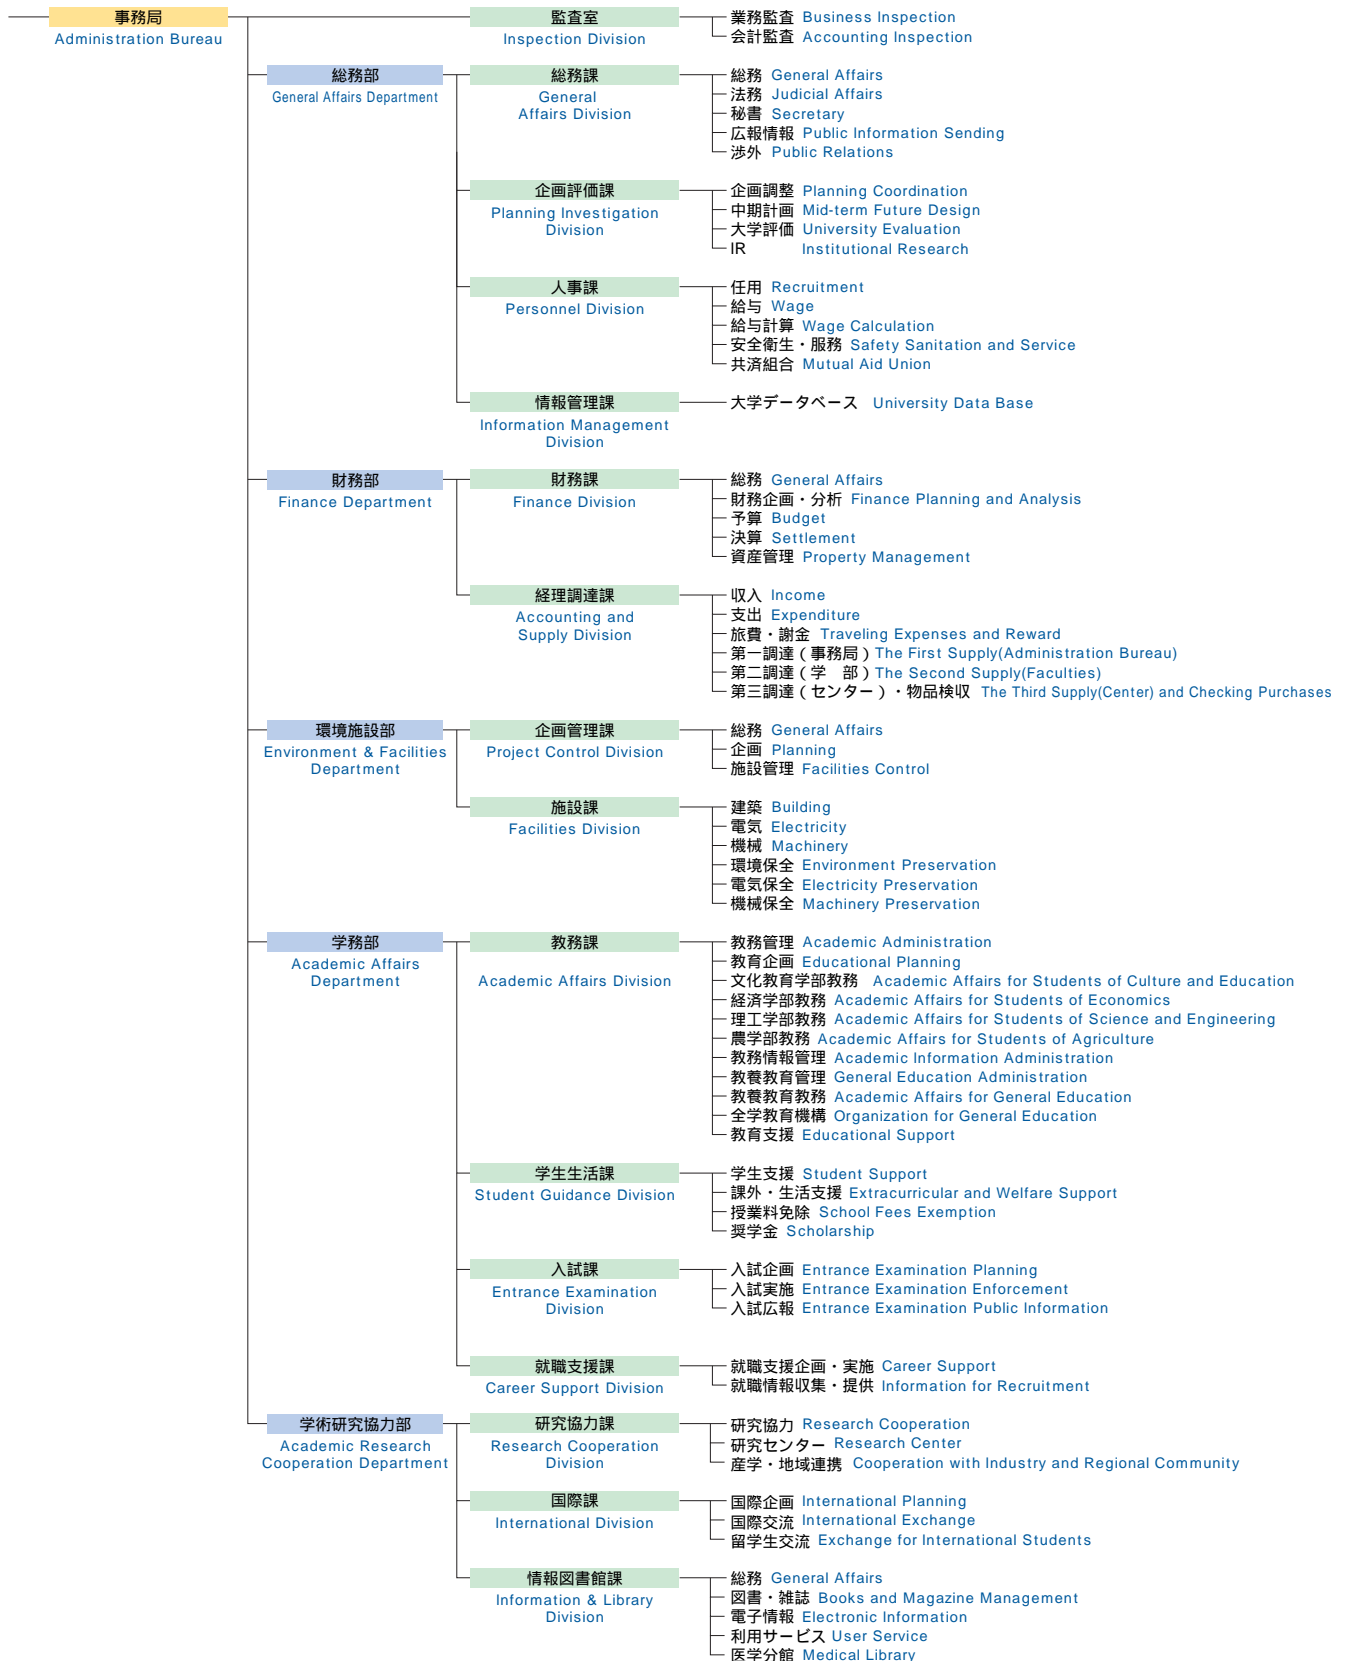 事務局
Administration Bureau
監査室
Inspection Division
業務監査 Business Inspection
会計監査 Accounting Inspection
総務部
General Affairs Department
総務課
General
Affairs Division
総務 General Affairs
法務 Judicial Affairs
秘書 Secretary
広報情報 Public Information Sending
渉外 Public Relations
企画評価課
Planning Investigation
Division
企画調整 Planning Coordination
中期計画 Mid-term Future Design
大学評価 University Evaluation
IR Institutional Research
人事課
Personnel Division
任用 Recruitment
給与 Wage
給与計算 Wage Calculation
安全衛生・服務 Safety Sanitation and Service
共済組合 Mutual Aid Union
情報管理課
Information Management
Division
大学データベース University Data Base
財務部
Finance Department
財務課
Finance Division
総務 General Affairs
財務企画・分析 Finance Planning and Analysis
予算 Budget
決算 Settlement
資産管理 Property Management
経理調達課
Accounting and
Supply Division
収入 Income
支出 Expenditure
旅費・謝金 Traveling Expenses and Reward
第一調達（事務局）The First Supply(Administration Bureau)
第二調達（学　部）The Second Supply(Faculties)
第三調達（センター）・物品検収 The Third Supply(Center) and Checking Purchases
環境施設部
Environment & Facilities
Department
企画管理課
Project Control Division
総務 General Affairs
企画 Planning
施設管理 Facilities Control
施設課
Facilities Division
建築 Building
電気 Electricity
機械 Machinery
環境保全 Environment Preservation
電気保全 Electricity Preservation
機械保全 Machinery Preservation
学務部
Academic Affairs
Department
教務課
Academic Affairs Division
教務管理 Academic Administration
教育企画 Educational Planning
文化教育学部教務 Academic Affairs for Students of Culture and Education
経済学部教務 Academic Affairs for Students of Economics
理工学部教務 Academic Affairs for Students of Science and Engineering
農学部教務 Academic Affairs for Students of Agriculture
教務情報管理 Academic Information Administration
教養教育管理 General Education Administration
教養教育教務 Academic Affairs for General Education
全学教育機構 Organization for General Education
教育支援 Educational Support
学生生活課
Student Guidance Division
学生支援 Student Support
課外・生活支援 Extracurricular and Welfare Support
授業料免除 School Fees Exemption
奨学金 Scholarship
入試課
Entrance Examination
Division
入試企画 Entrance Examination Planning
入試実施 Entrance Examination Enforcement
入試広報 Entrance Examination Public Information
就職支援課
Career Support Division
就職支援企画・実施 Career Support
就職情報収集・提供 Information for Recruitment
学術研究協力部
Academic Research
Cooperation Department
研究協力課
Research Cooperation
Division
研究協力 Research Cooperation
研究センター Research Center
産学・地域連携 Cooperation with Industry and Regional Community
国際課
International Division
国際企画 International Planning
国際交流 International Exchange
留学生交流 Exchange for International Students
情報図書館課
Information & Library
Division
総務 General Affairs
図書・雑誌 Books and Magazine Management
電子情報 Electronic Information
利用サービス User Service
医学分館 Medical Library